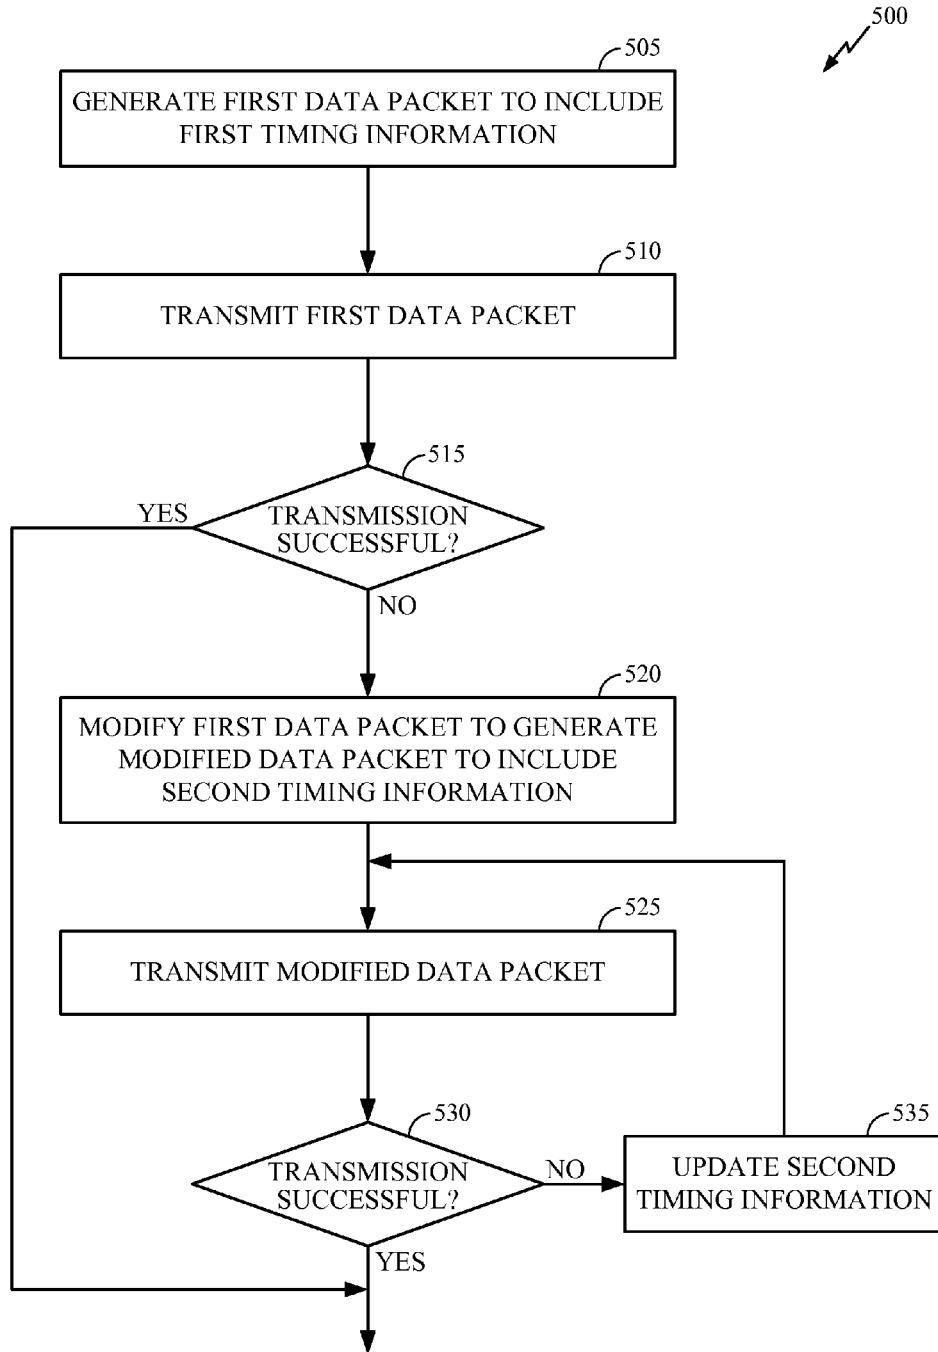 500
505
GENERATE FIRST DATA PACKET TO INCLUDE
FIRST TIMING INFORMATION
510
TRANSMIT FIRST DATA PACKET
515
YES
TRANSMISSION
SUCCESSFUL?
NO
520
MODIFY FIRST DATA PACKET TO GENERATE
MODIFIED DATA PACKET TO INCLUDE
SECOND TIMING INFORMATION
525
TRANSMIT MODIFIED DATA PACKET
530
TRANSMISSION
SUCCESSFUL?
NO
535
UPDATE SECOND
TIMING INFORMATION
YES